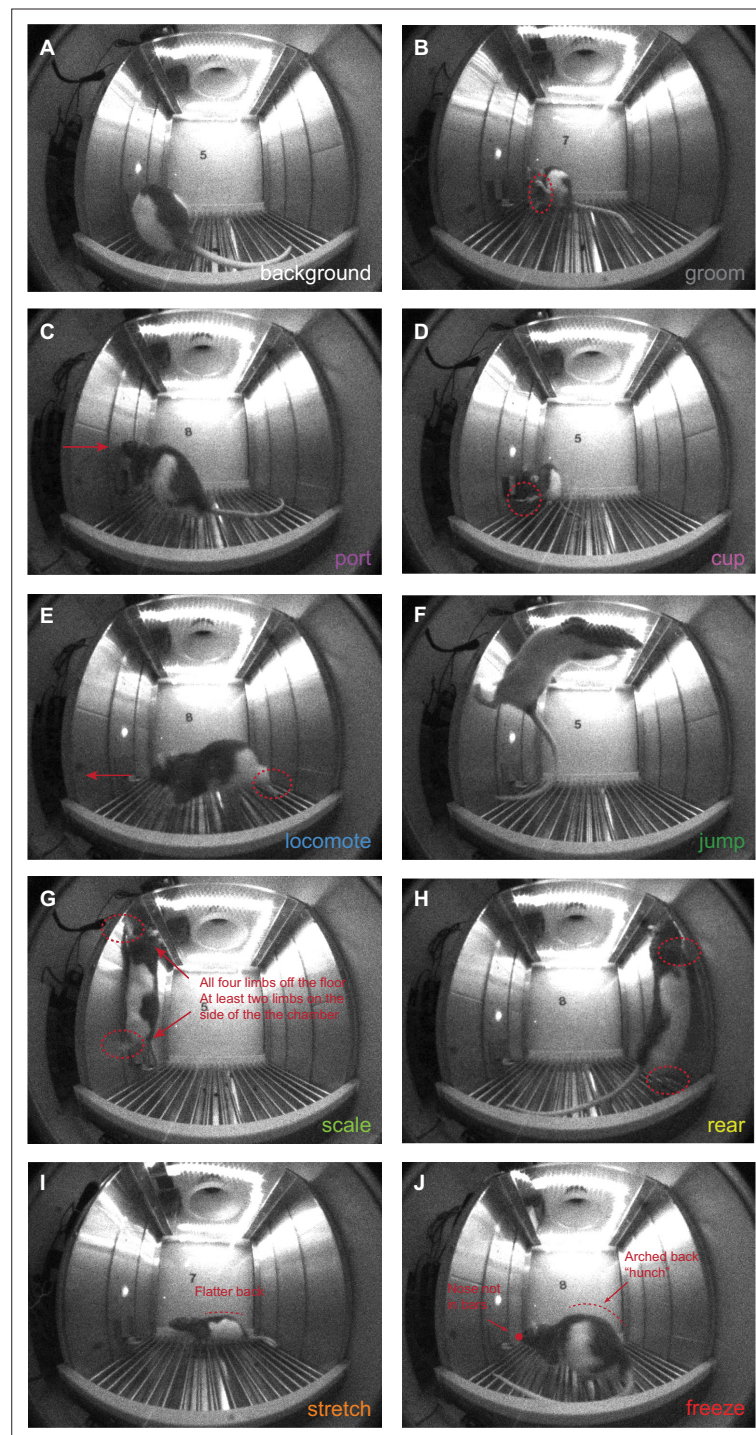 A
5
background
B
7
groom
C
8
port
D
5
cup
E
8
locomote
F
5
jump
G
All four limbs off the floor
At least two limbs on the
5
side of the the chamber
scale
H
8
rear
I
7
Flatter back
stretch
J
Arched back
"hunch"
8
Nose not
in bars
freeze